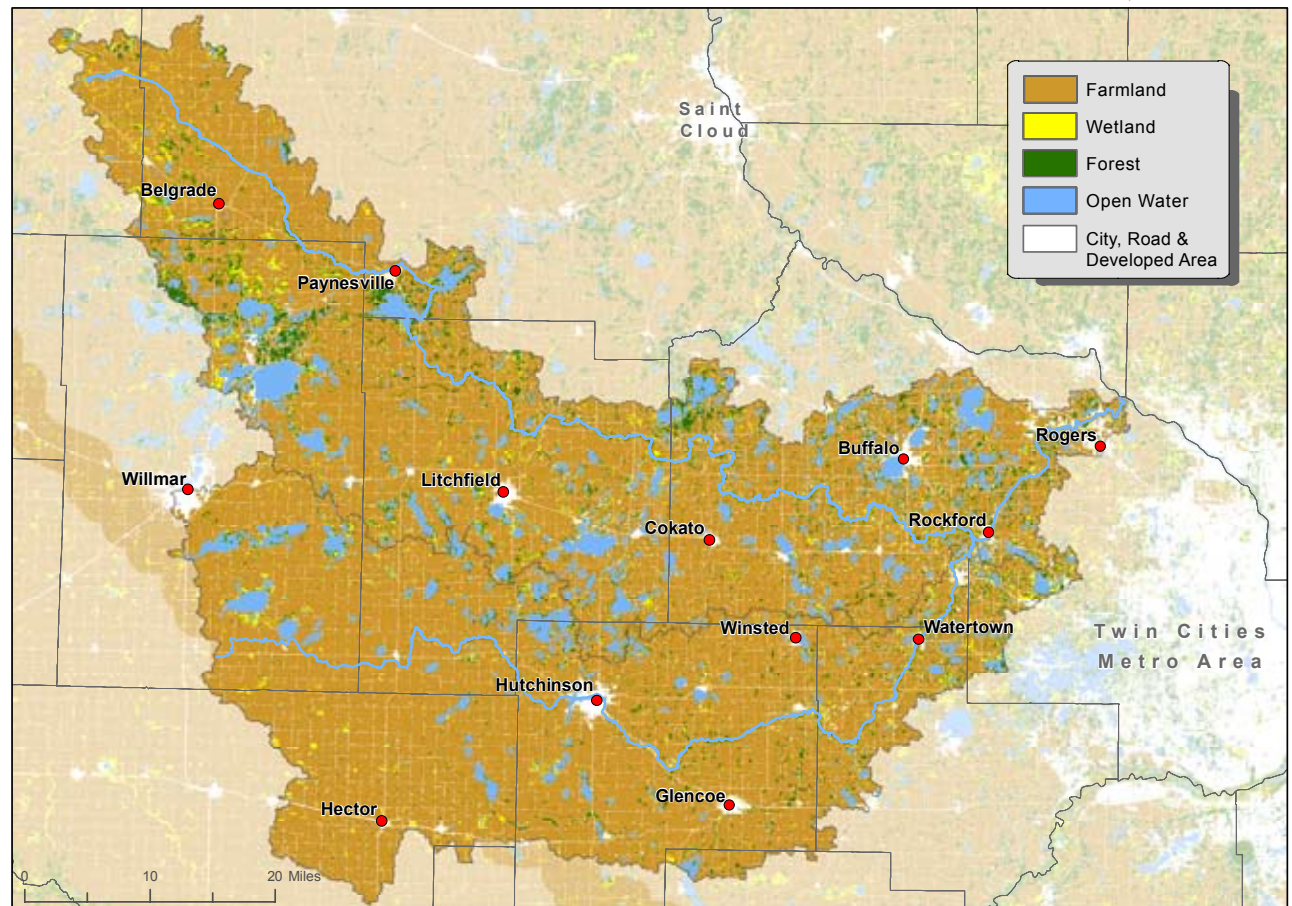 Saint
Cloud
Farmland
Wetland
Forest
Open Water
City, Road &
Developed Area
Belgrade
Paynesville
Buffalo
Rogers
Willmar
Litchfield
Cokato
Rockford
Winsted
Watertown
Twin Cities
Metro Area
Hutchinson
Glencoe
Hector
0 10 20 Miles